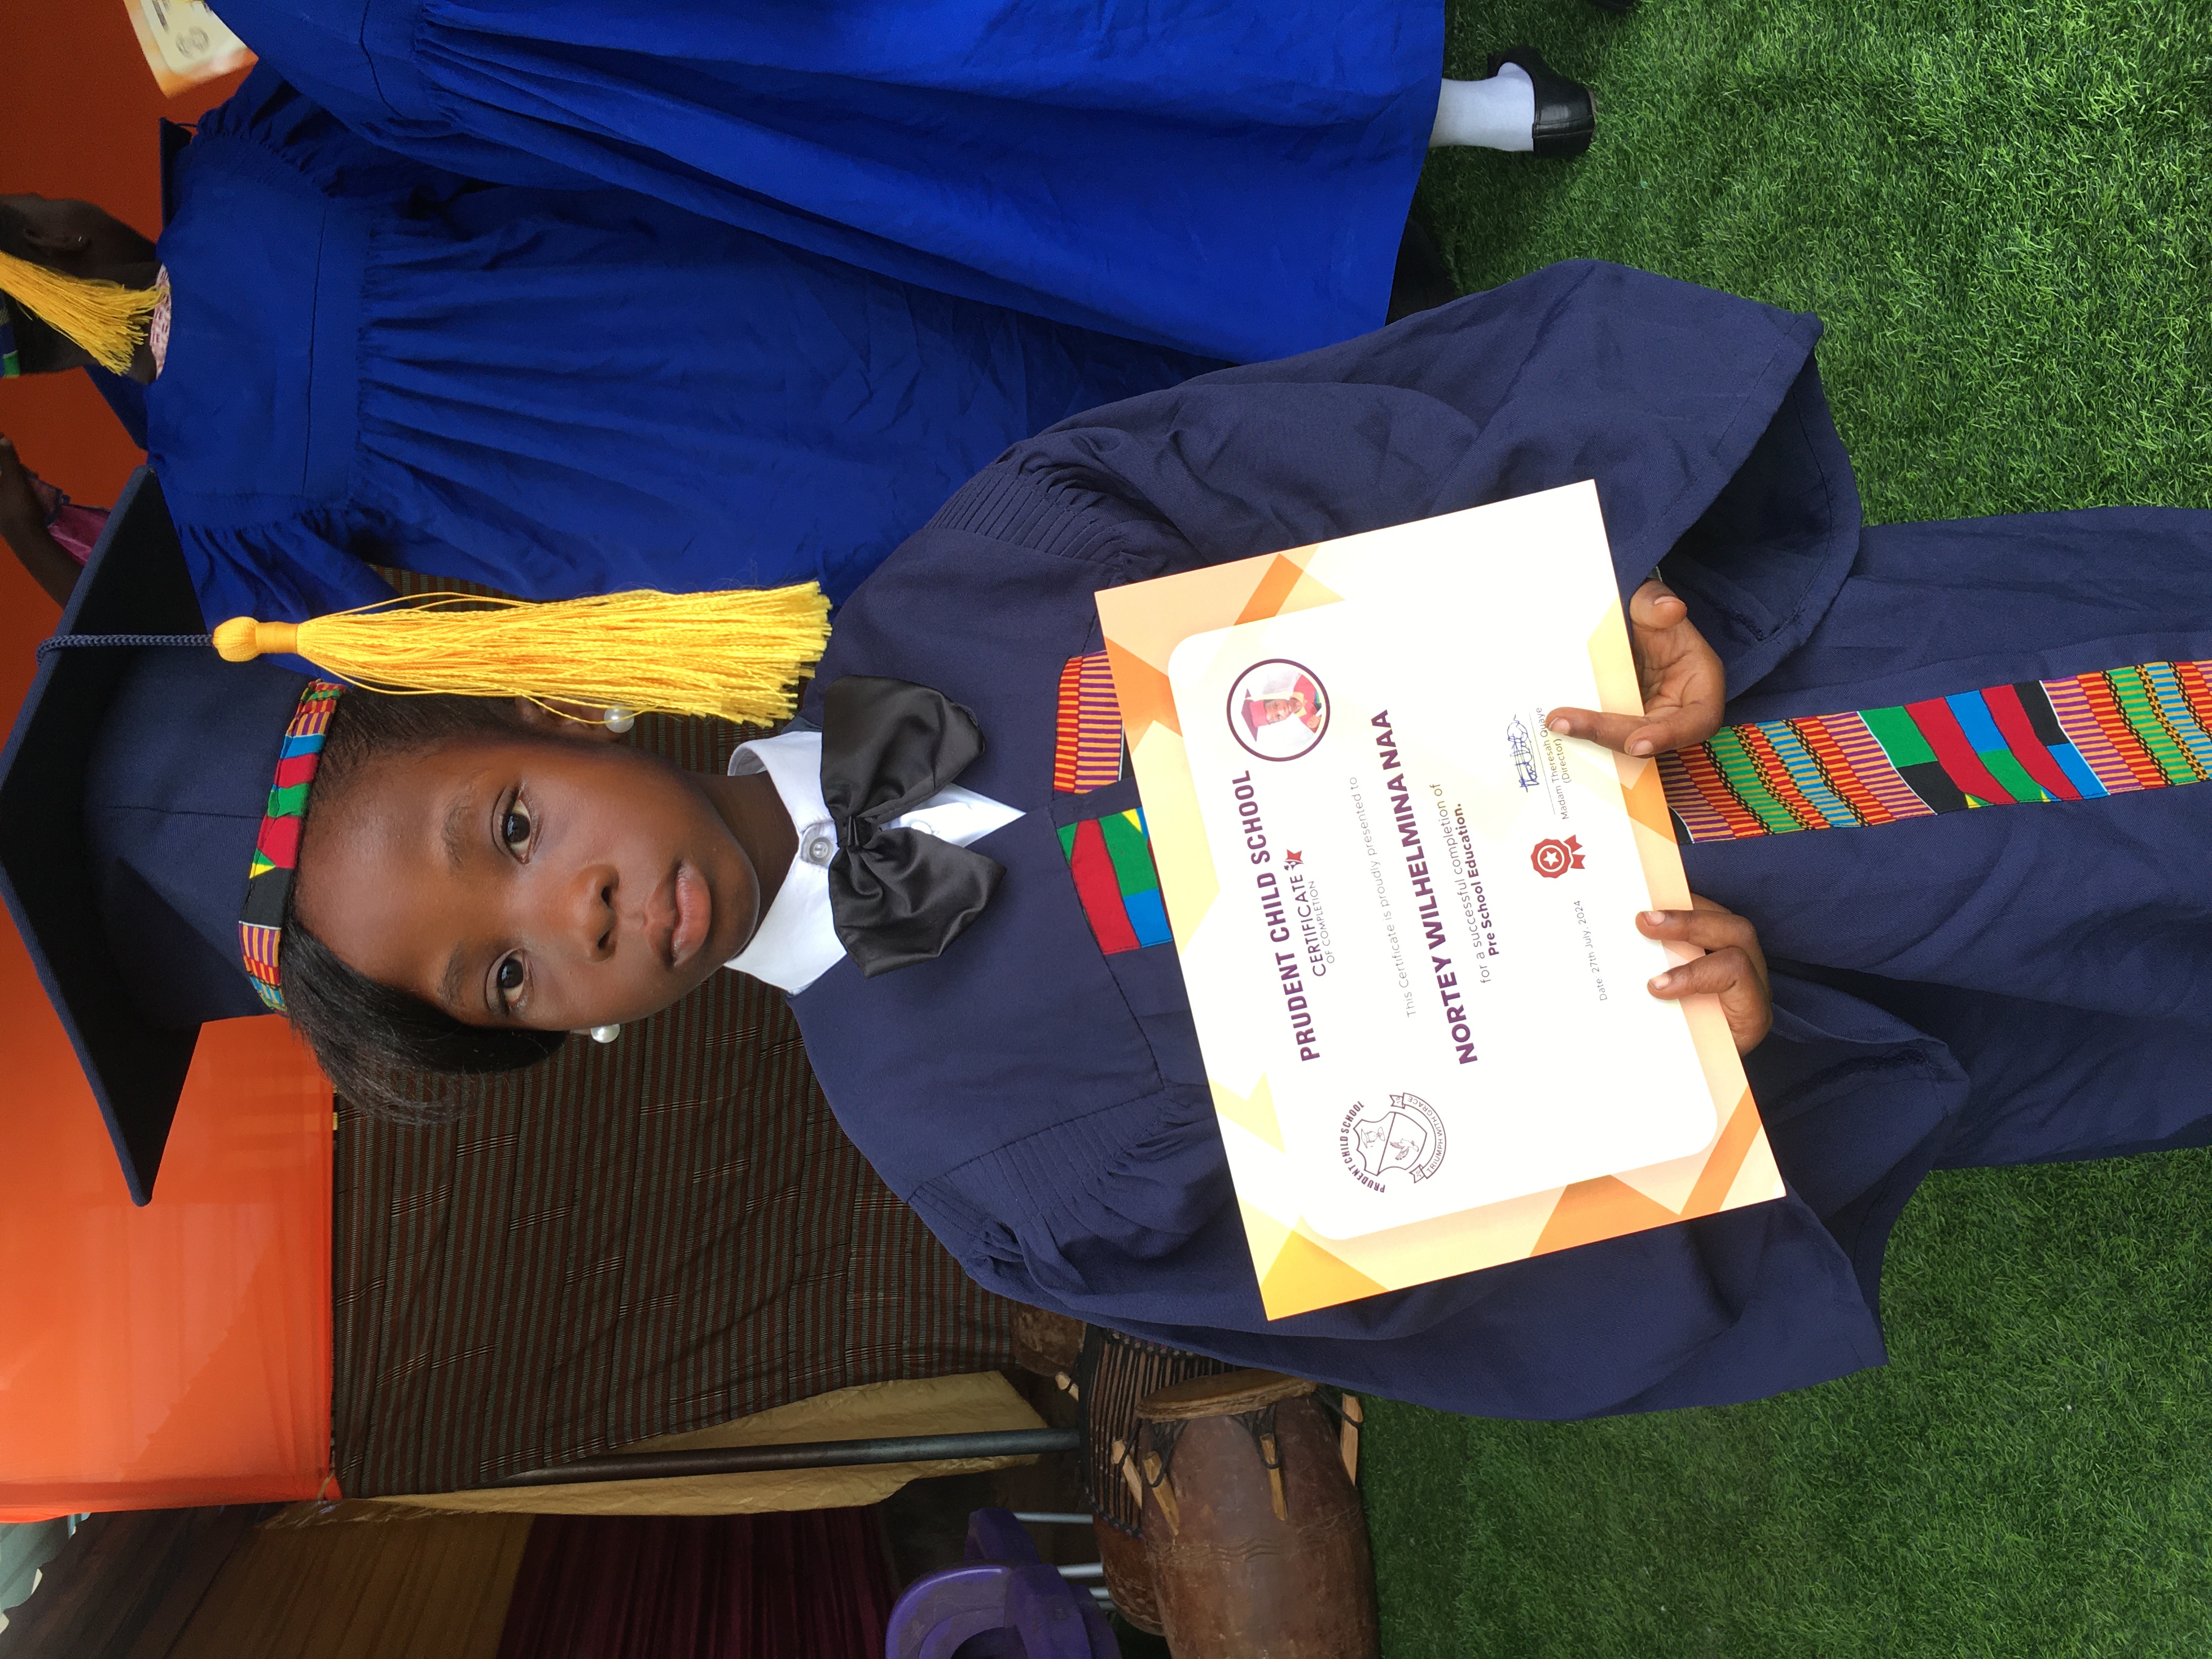 PRUDENT CHILD SCHOOL
CERTIFICATE
OF COMPLETION
PRUDENT CHILD SCHOOL
TRIUMPH WITH GRACE
This Certificate is proudly presented to
NORTEY WILHELMINA NAA
for a successful completion of
Pre School Education.
Date: 27th July, 2024
Madam Theresah Quaye
(Director)